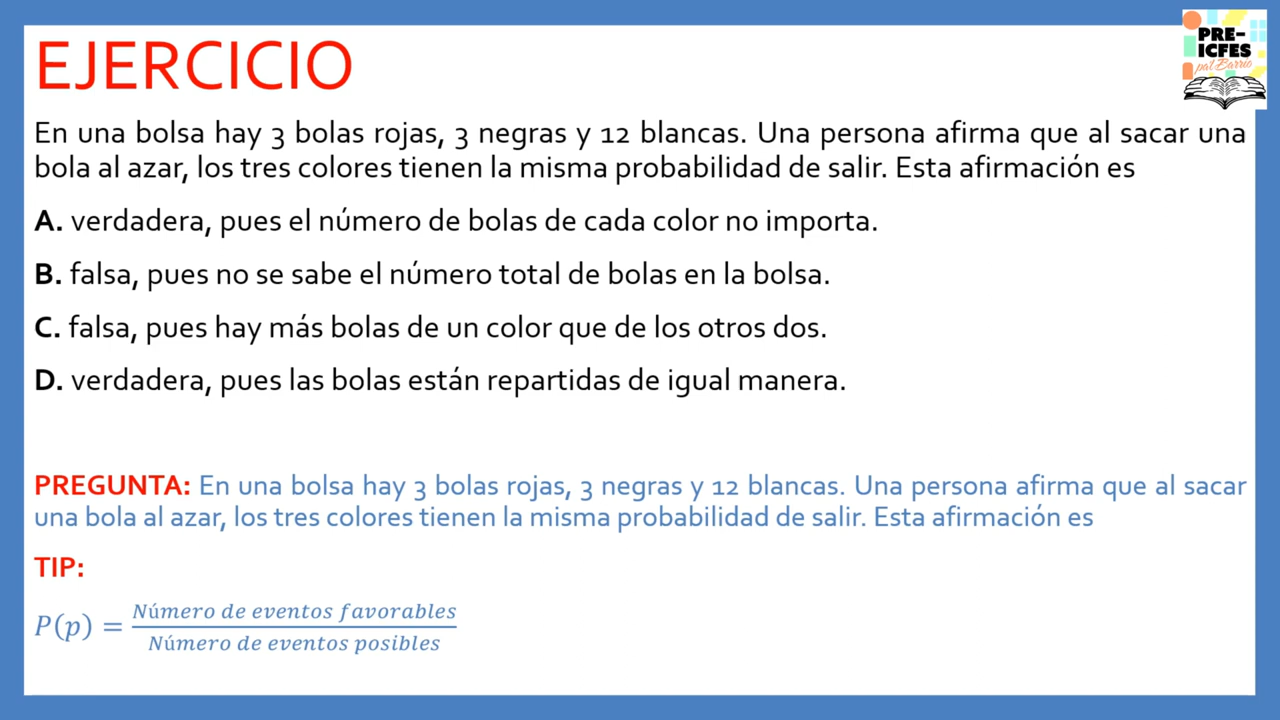 EJERCICIO
PRE-
ICFES
pal Barrio
En una bolsa hay 3 bolas rojas, 3 negras y 12 blancas. Una persona afirma que al sacar una
bola al azar, los tres colores tienen la misma probabilidad de salir. Esta afirmación es
A. verdadera, pues el número de bolas de cada color no importa.
B. falsa, pues no se sabe el número total de bolas en la bolsa.
C. falsa, pues hay más bolas de un color que de los otros dos.
D. verdadera, pues las bolas están repartidas de igual manera.
PREGUNTA: En una bolsa hay 3 bolas rojas, 3 negras y 12 blancas. Una persona afirma que al sacar
una bola al azar, los tres colores tienen la misma probabilidad de salir. Esta afirmación es
TIP:
P(p) = Número de eventos favorables
Número de eventos posibles